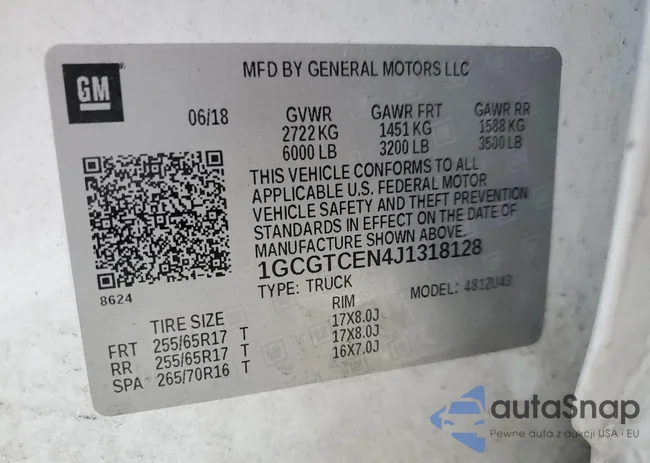 GM
MFD BY GENERAL MOTORS LLC
06/18
GVWR
2722 KG
6000 LB
GAWR FRT
1451 KG
3200 LB
GAWR RR
1588 KG
3500 LB
THIS VEHICLE CONFORMS TO ALL
APPLICABLE U.S. FEDERAL MOTOR
VEHICLE SAFETY AND THEFT PREVENTION
STANDARDS IN EFFECT ON THE DATE OF
MANUFACTURE SHOWN ABOVE.
1GCGTCEN4J1318128
TYPE: TRUCK
MODEL: 4812U43
8624
TIRE SIZE
RIM
FRT 255/65R17 T 17X8.0J
RR 255/65R17 T 17X8.0J
SPA 265/70R16 T 16X7.0J
autaSnap
Pewne auta z aukcji USA i EU